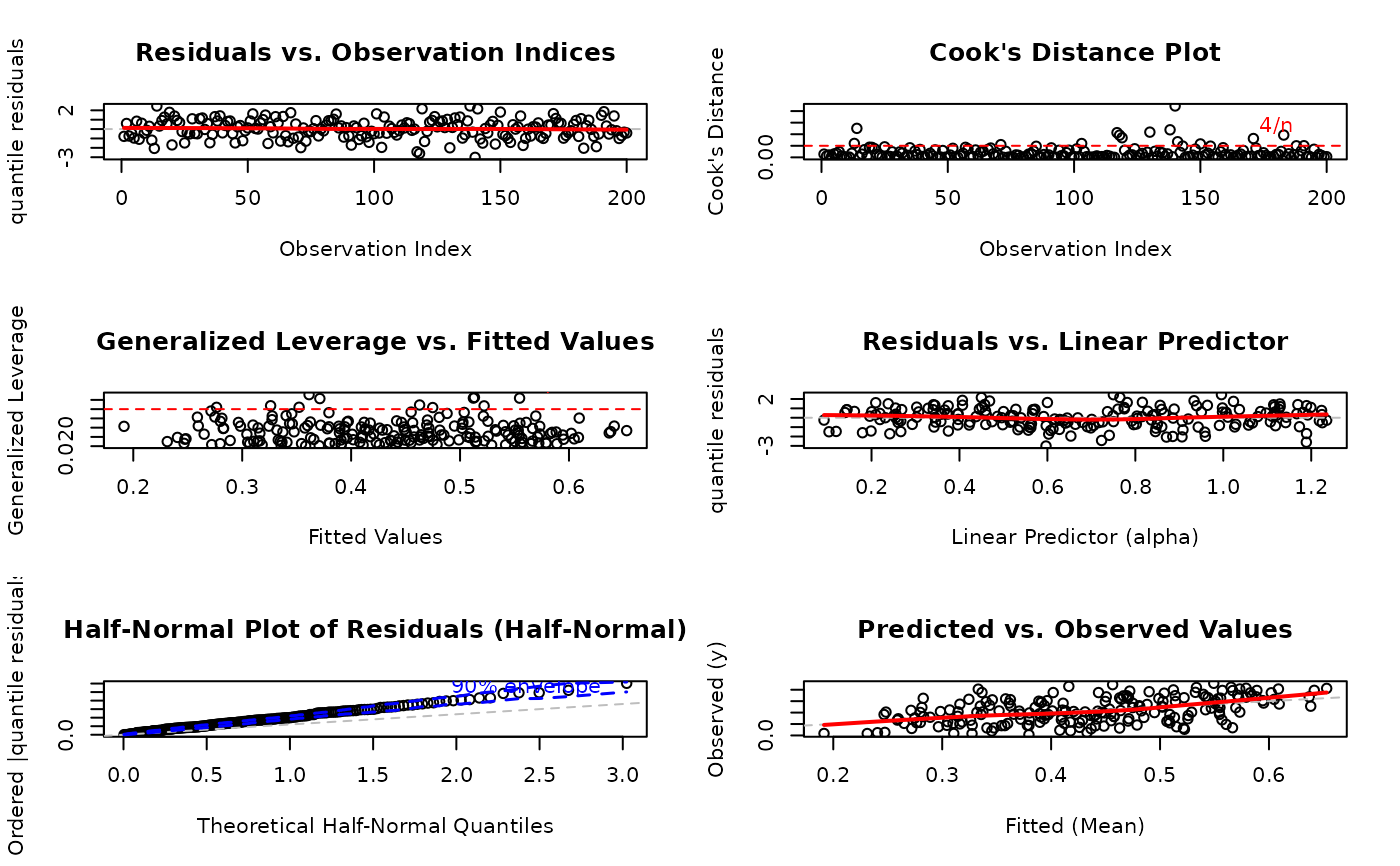 Residuals vs. Observation Indices
quantile residuals
2
-3
0 50 100 150 200
Observation Index
Cook's Distance Plot
Cook's Distance
0.00
4/n
0 50 100 150 200
Observation Index
Generalized Leverage vs. Fitted Values
Generalized Leverage
0.020
0.2 0.3 0.4 0.5 0.6
Fitted Values
Residuals vs. Linear Predictor
quantile residuals
2
-3
0.2 0.4 0.6 0.8 1.0 1.2
Linear Predictor (alpha)
Half-Normal Plot of Residuals (Half-Normal)
Ordered |quantile residuals
0.0
90% envelope
0.0 0.5 1.0 1.5 2.0 2.5 3.0
Theoretical Half-Normal Quantiles
Predicted vs. Observed Values
Observed (y)
0.0
0.2 0.3 0.4 0.5 0.6
Fitted (Mean)